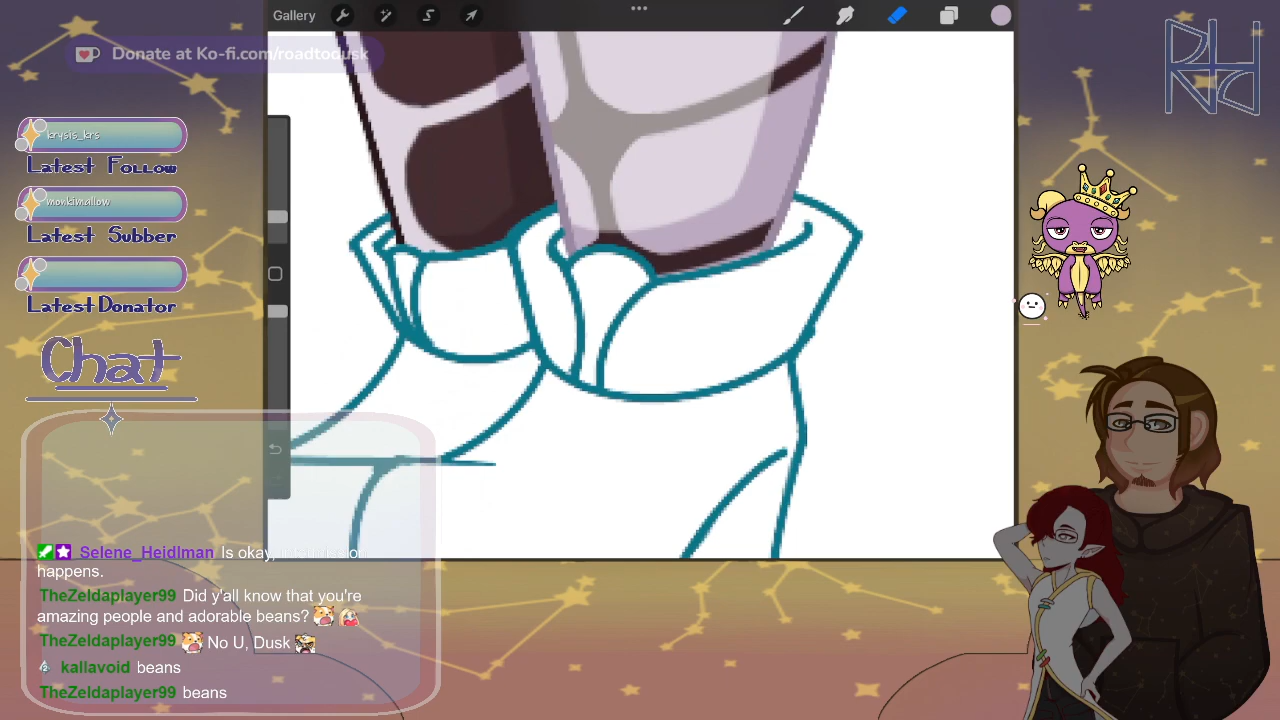 Gallery
Donate at Ko-fi.com/roadtodusk
krysis_krs
Latest Follow
monkimallow
Latest Subber
Latest Donator
Chat
Selene_Heidlman Is okay,
happens.
TheZeldaplayer99 Did y'all know that you're
amazing people and adorable beans?
TheZeldaplayer99 No U, Dusk
kallavoid beans
TheZeldaplayer99 beans